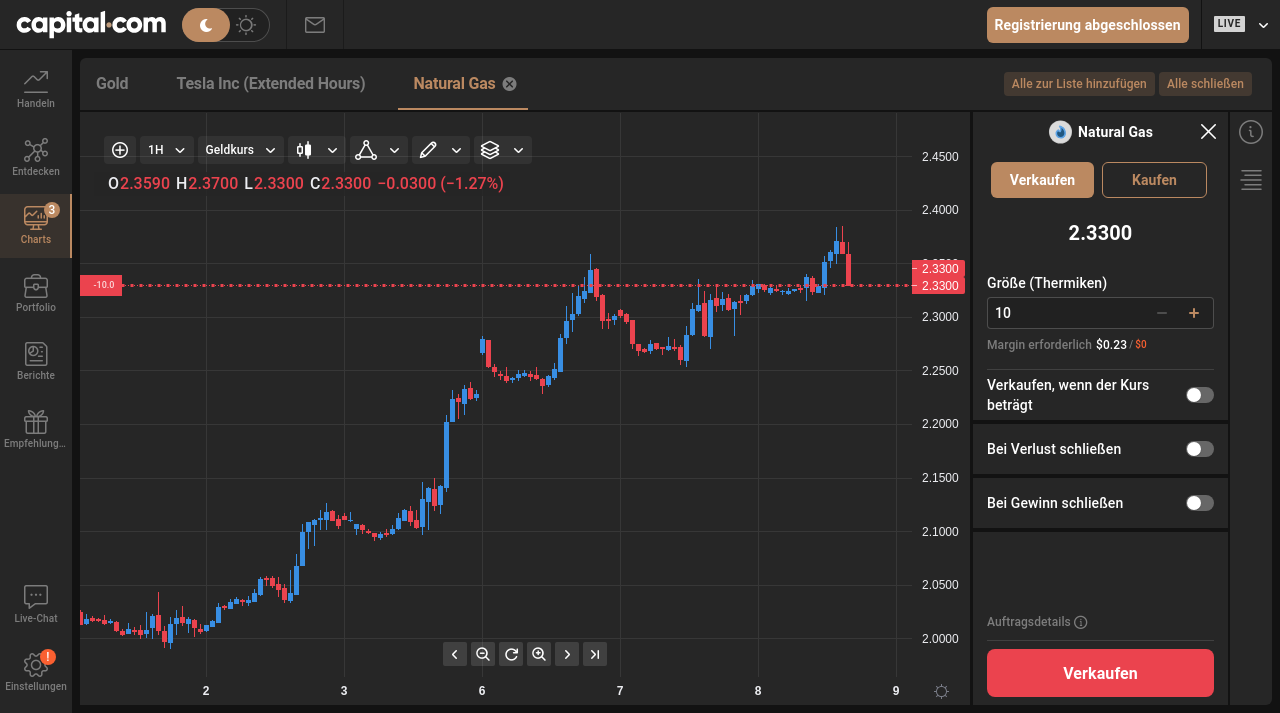 capital.com
Registrierung abgeschlossen
LIVE
Handeln
Entdecken
3
Charts
Portfolio
Berichte
Empfehlung...
Live-Chat
!
Einstellungen
Gold
Tesla Inc (Extended Hours)
Natural Gas
Alle zur Liste hinzufügen
Alle schließen
1H
Geldkurs
O2.3590 H2.3700 L2.3300 C2.3300 −0.0300 (−1.27%)
-10.0
2.4500
2.4000
2.3300
2.3300
2.3000
2.2500
2.2000
2.1500
2.1000
2.0500
2.0000
2
3
6
7
8
9
Natural Gas
Verkaufen
Kaufen
2.3300
Größe (Thermiken)
10
Margin erforderlich $0.23 / $0
Verkaufen, wenn der Kurs
beträgt
Bei Verlust schließen
Bei Gewinn schließen
Auftragsdetails
Verkaufen